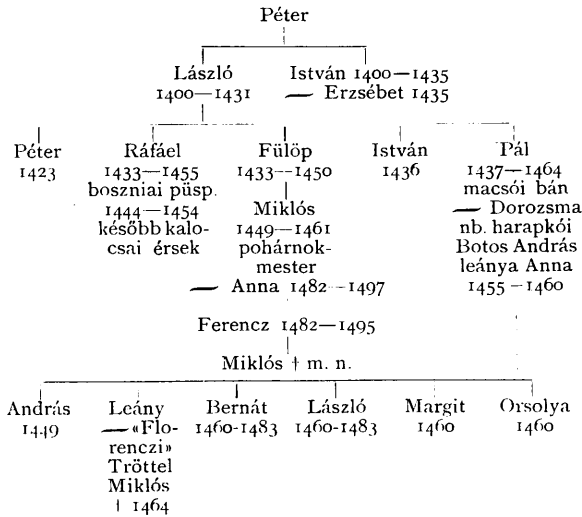 Péter
László István 1400—1435
1400—1431 — Erzsébet 1435
Péter Ráfáel Fülöp István Pál
1423 1433—1455 1433—1450 1436 1437—1464
boszniai püsp. macsói bán
1444—1454 Miklós — Dorozsma
később kalo- 1449—1461 nb. harapkói
csai érsek pohárnok- Botos András
mester leánya Anna
— Anna 1482—1497 1455—1460
Ferencz 1482—1495
Miklós † m. n.
András Leány Bernát László Margit Orsolya
1449 — «Flo- 1460-1483 1460-1483 1460 1460
renczi»
Tröttel
Miklós
† 1464